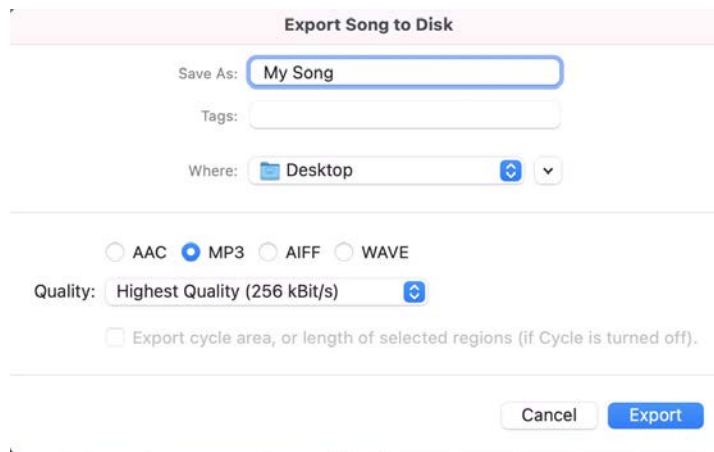 Export Song to Disk
Save As: My Song
Tags:
Where: Desktop
AAC MP3 AIFF WAVE
Quality: Highest Quality (256 kBit/s)
Export cycle area, or length of selected regions (if Cycle is turned off).
Cancel Export